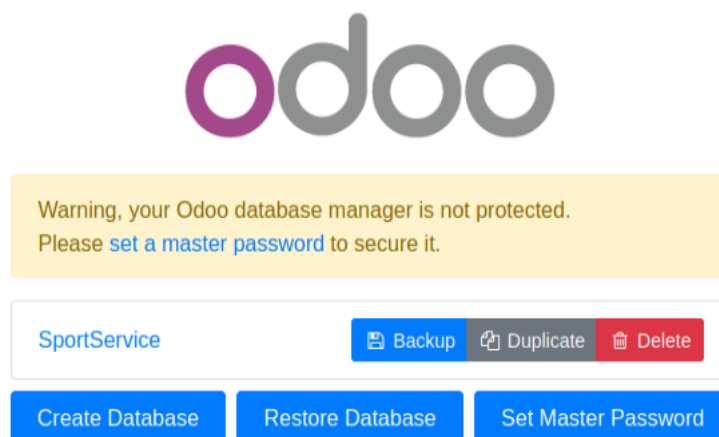 odoo
Warning, your Odoo database manager is not protected.
Please set a master password to secure it.
SportService
Backup
Duplicate
Delete
Create Database
Restore Database
Set Master Password